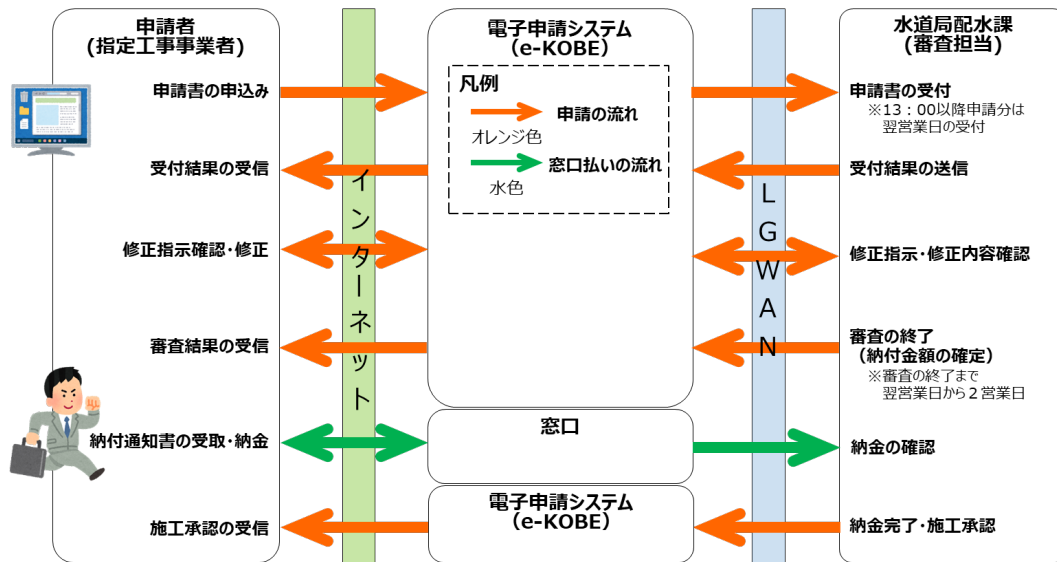 申請者
(指定工事事業者)
申請書の申込み
受付結果の受信
修正指示確認・修正
審査結果の受信
納付通知書の受取・納金
施工承認の受信
インターネット
電子申請システム
(e-KOBE)
凡例
申請の流れ
オレンジ色
窓口払いの流れ
水色
窓口
電子申請システム
(e-KOBE)
LGWAN
水道局配水課
(審査担当)
申請書の受付
※13：00以降申請分は
翌営業日の受付
受付結果の送信
修正指示・修正内容確認
審査の終了
(納付金額の確定)
※審査の終了まで
翌営業日から２営業日
納金の確認
納金完了・施工承認